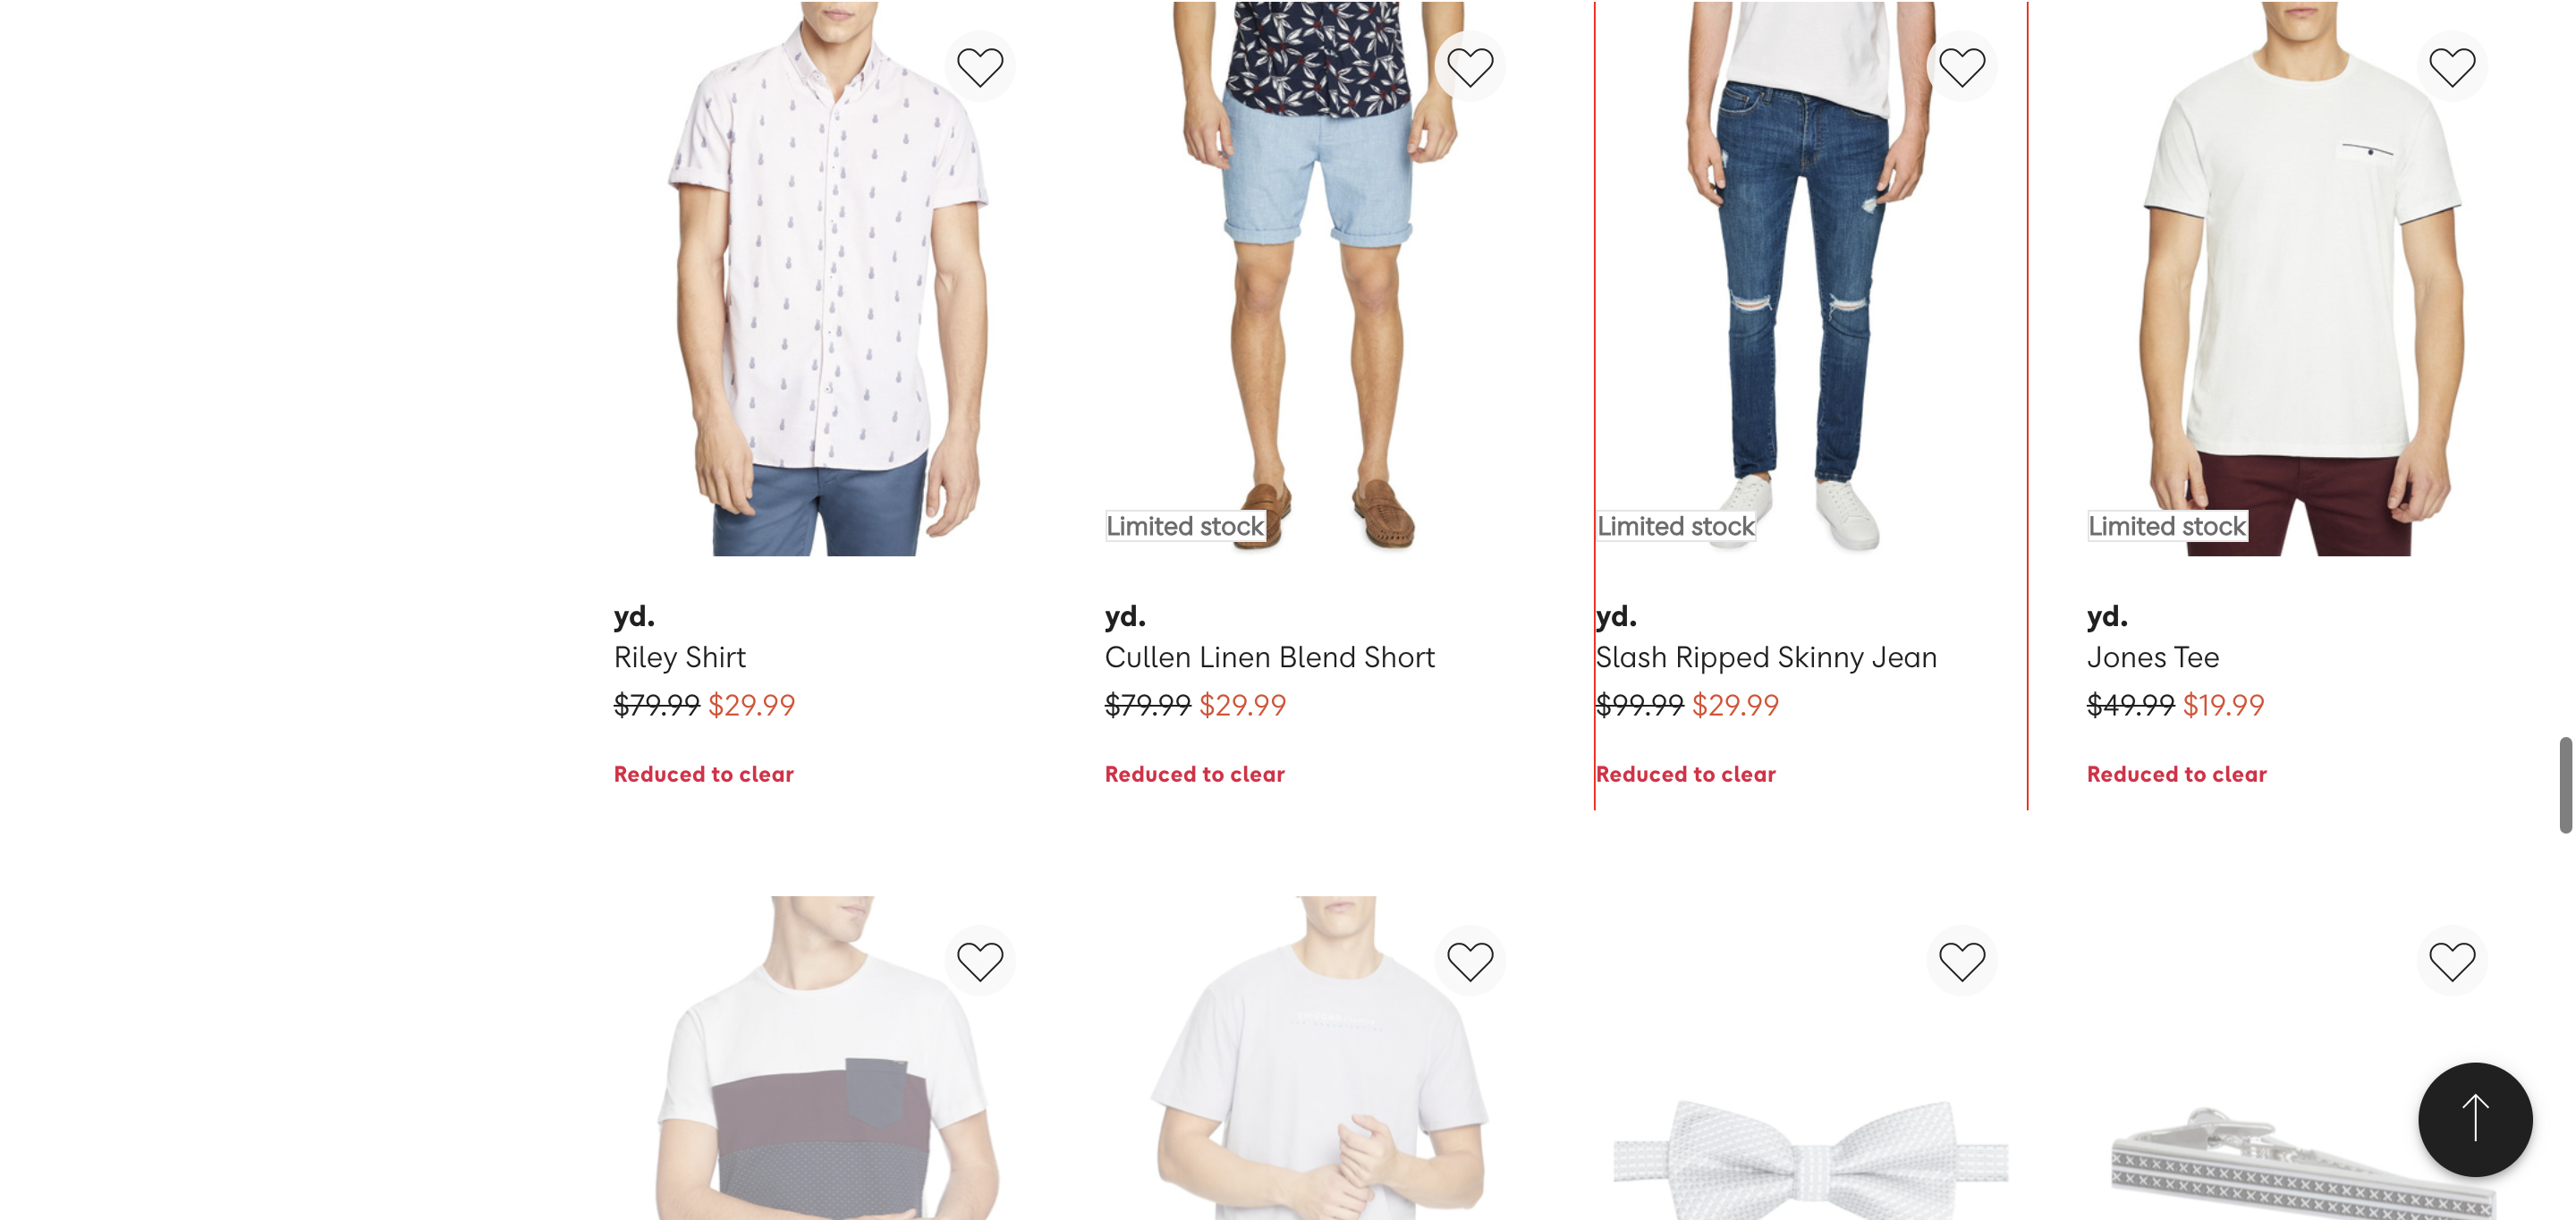 Limited stock
Limited stock
Limited stock
yd.
Riley Shirt
$79.99 $29.99
Reduced to clear
yd.
Cullen Linen Blend Short
$79.99 $29.99
Reduced to clear
yd.
Slash Ripped Skinny Jean
$99.99 $29.99
Reduced to clear
yd.
Jones Tee
$49.99 $19.99
Reduced to clear